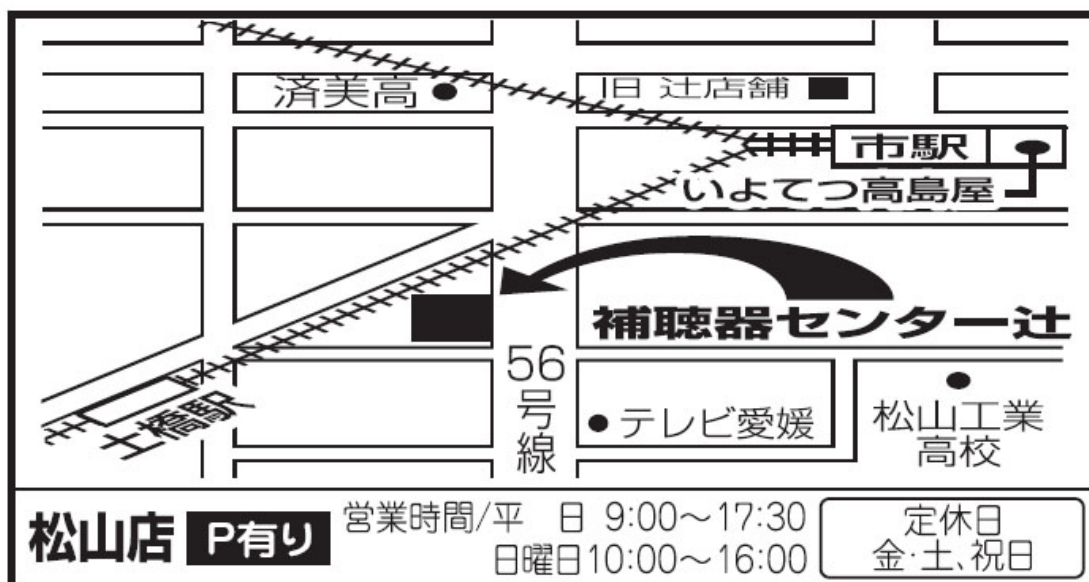 済美高
旧 辻店舗
市駅
いよてつ高島屋
補聴器センター辻
56号線
テレビ愛媛
松山工業
高校
土橋駅
松山店 P有り
営業時間/平 日 9:00〜17:30
日曜日10:00〜16:00
定休日
金・土、祝日